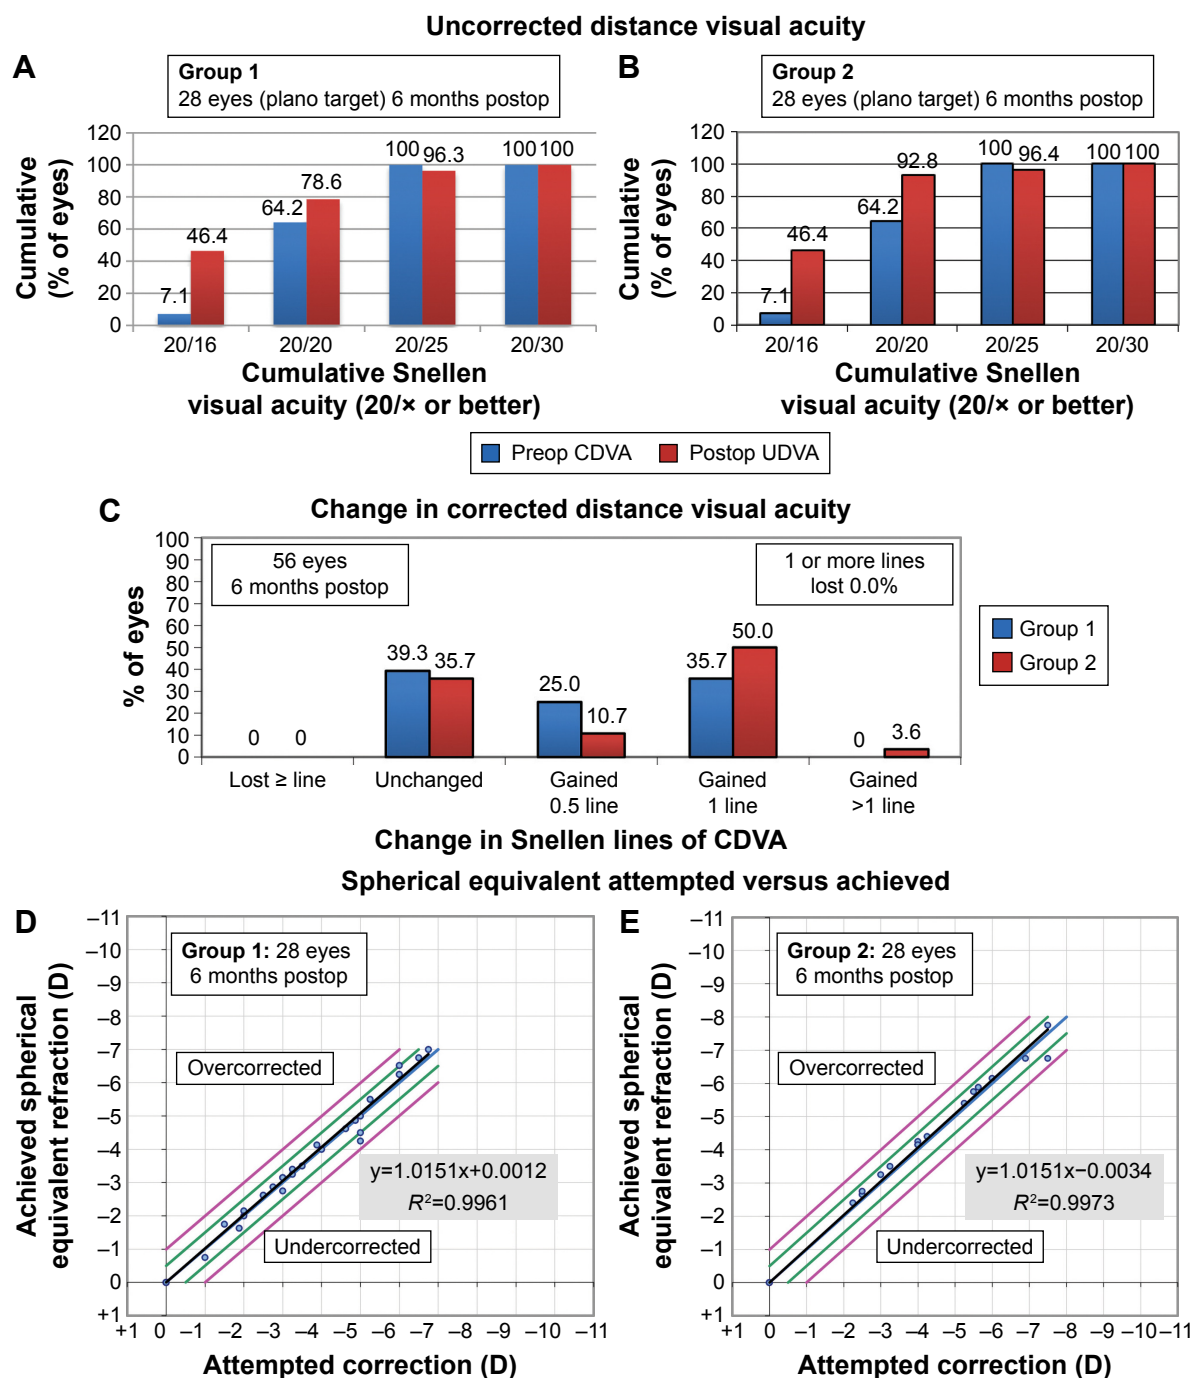 Uncorrected distance visual acuity
A
Group 1
28 eyes (plano target) 6 months postop
Cumulative
(% of eyes)
120
100
80
60
40
20
0
7.1
46.4
64.2
78.6
100
96.3
100
100
20/16
20/20
20/25
20/30
Cumulative Snellen
visual acuity (20/× or better)
B
Group 2
28 eyes (plano target) 6 months postop
Cumulative
(% of eyes)
120
100
80
60
40
20
0
7.1
46.4
64.2
92.8
100
96.4
100
100
20/16
20/20
20/25
20/30
Cumulative Snellen
visual acuity (20/× or better)
Preop CDVA
Postop UDVA
C
Change in corrected distance visual acuity
% of eyes
100
90
80
70
60
50
40
30
20
10
0
56 eyes
6 months postop
1 or more lines
lost 0.0%
0
0
39.3
35.7
25.0
10.7
35.7
50.0
0
3.6
Lost ≥ line
Unchanged
Gained
0.5 line
Gained
1 line
Gained
>1 line
Change in Snellen lines of CDVA
Group 1
Group 2
Spherical equivalent attempted versus achieved
D
Achieved spherical
equivalent refraction (D)
–11
–10
–9
–8
–7
–6
–5
–4
–3
–2
–1
0
+1
Group 1: 28 eyes
6 months postop
Overcorrected
y=1.0151x+0.0012
R²=0.9961
Undercorrected
+1 0 –1 –2 –3 –4 –5 –6 –7 –8 –9 –10 –11
Attempted correction (D)
E
Achieved spherical
equivalent refraction (D)
–11
–10
–9
–8
–7
–6
–5
–4
–3
–2
–1
0
+1
Group 2: 28 eyes
6 months postop
Overcorrected
y=1.0151x−0.0034
R²=0.9973
Undercorrected
+1 0 –1 –2 –3 –4 –5 –6 –7 –8 –9 –10 –11
Attempted correction (D)